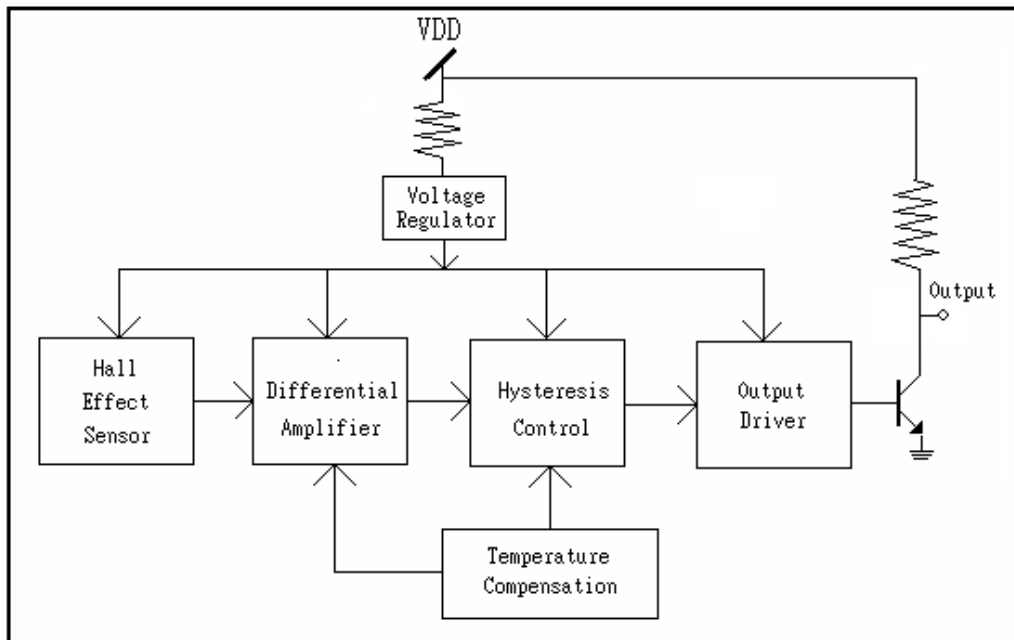 VDD
Voltage
Regulator
Output
Hall
Effect
Sensor
Differential
Amplifier
Hysteresis
Control
Output
Driver
Temperature
Compensation